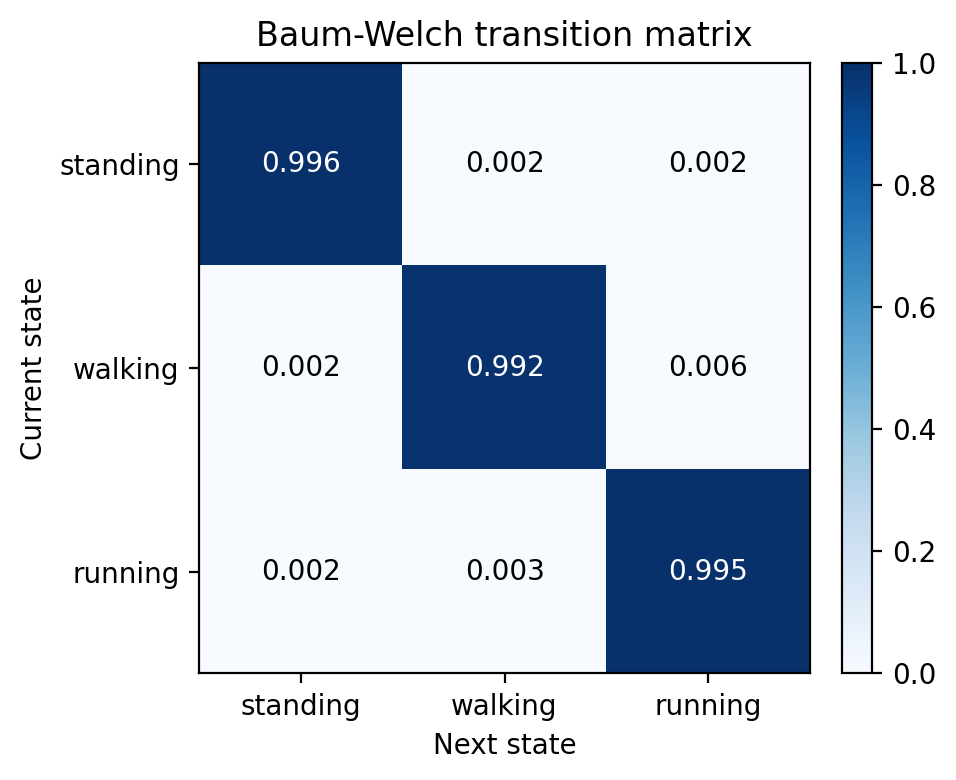 Baum-Welch transition matrix
1.0
standing 0.996 0.002 0.002
0.8
0.6
Current state
walking 0.002 0.992 0.006
0.4
0.2
running 0.002 0.003 0.995
0.0
standing walking running
Next state